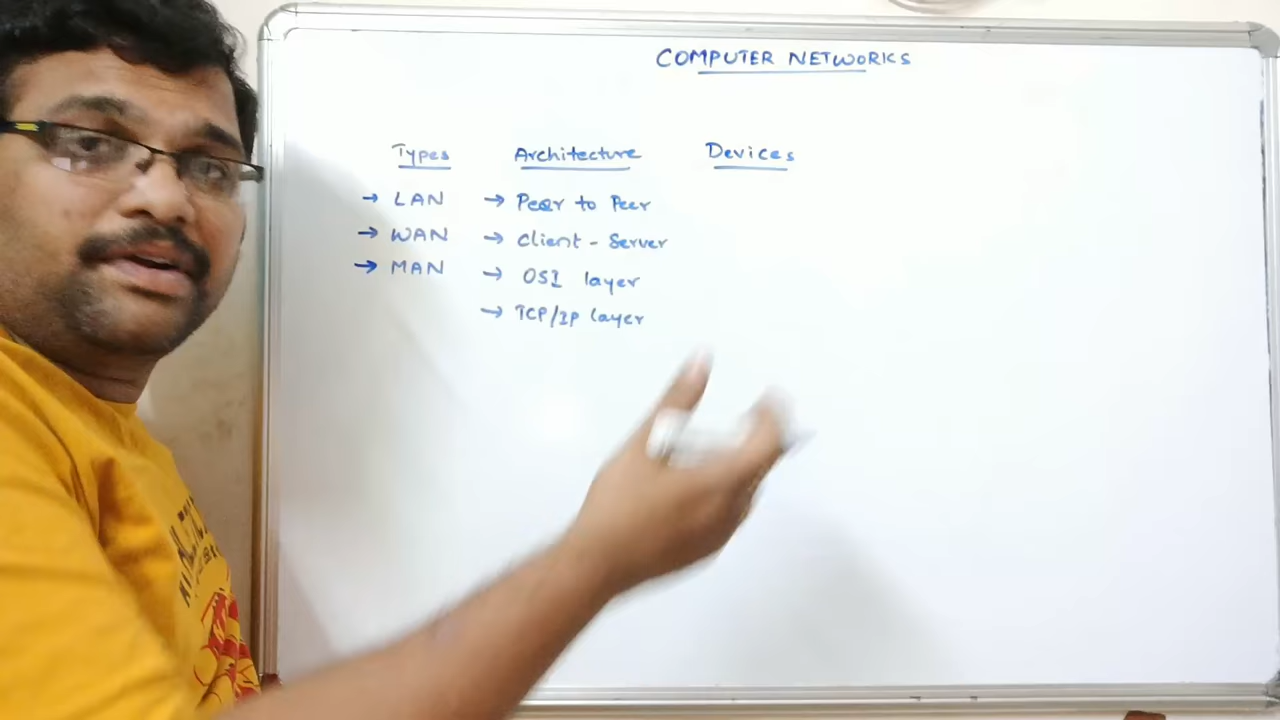 COMPUTER NETWORKS
Types Architecture Devices
→ LAN → Peer to Peer
→ WAN → Client - Server
→ MAN → OSI layer
→ TCP/IP layer